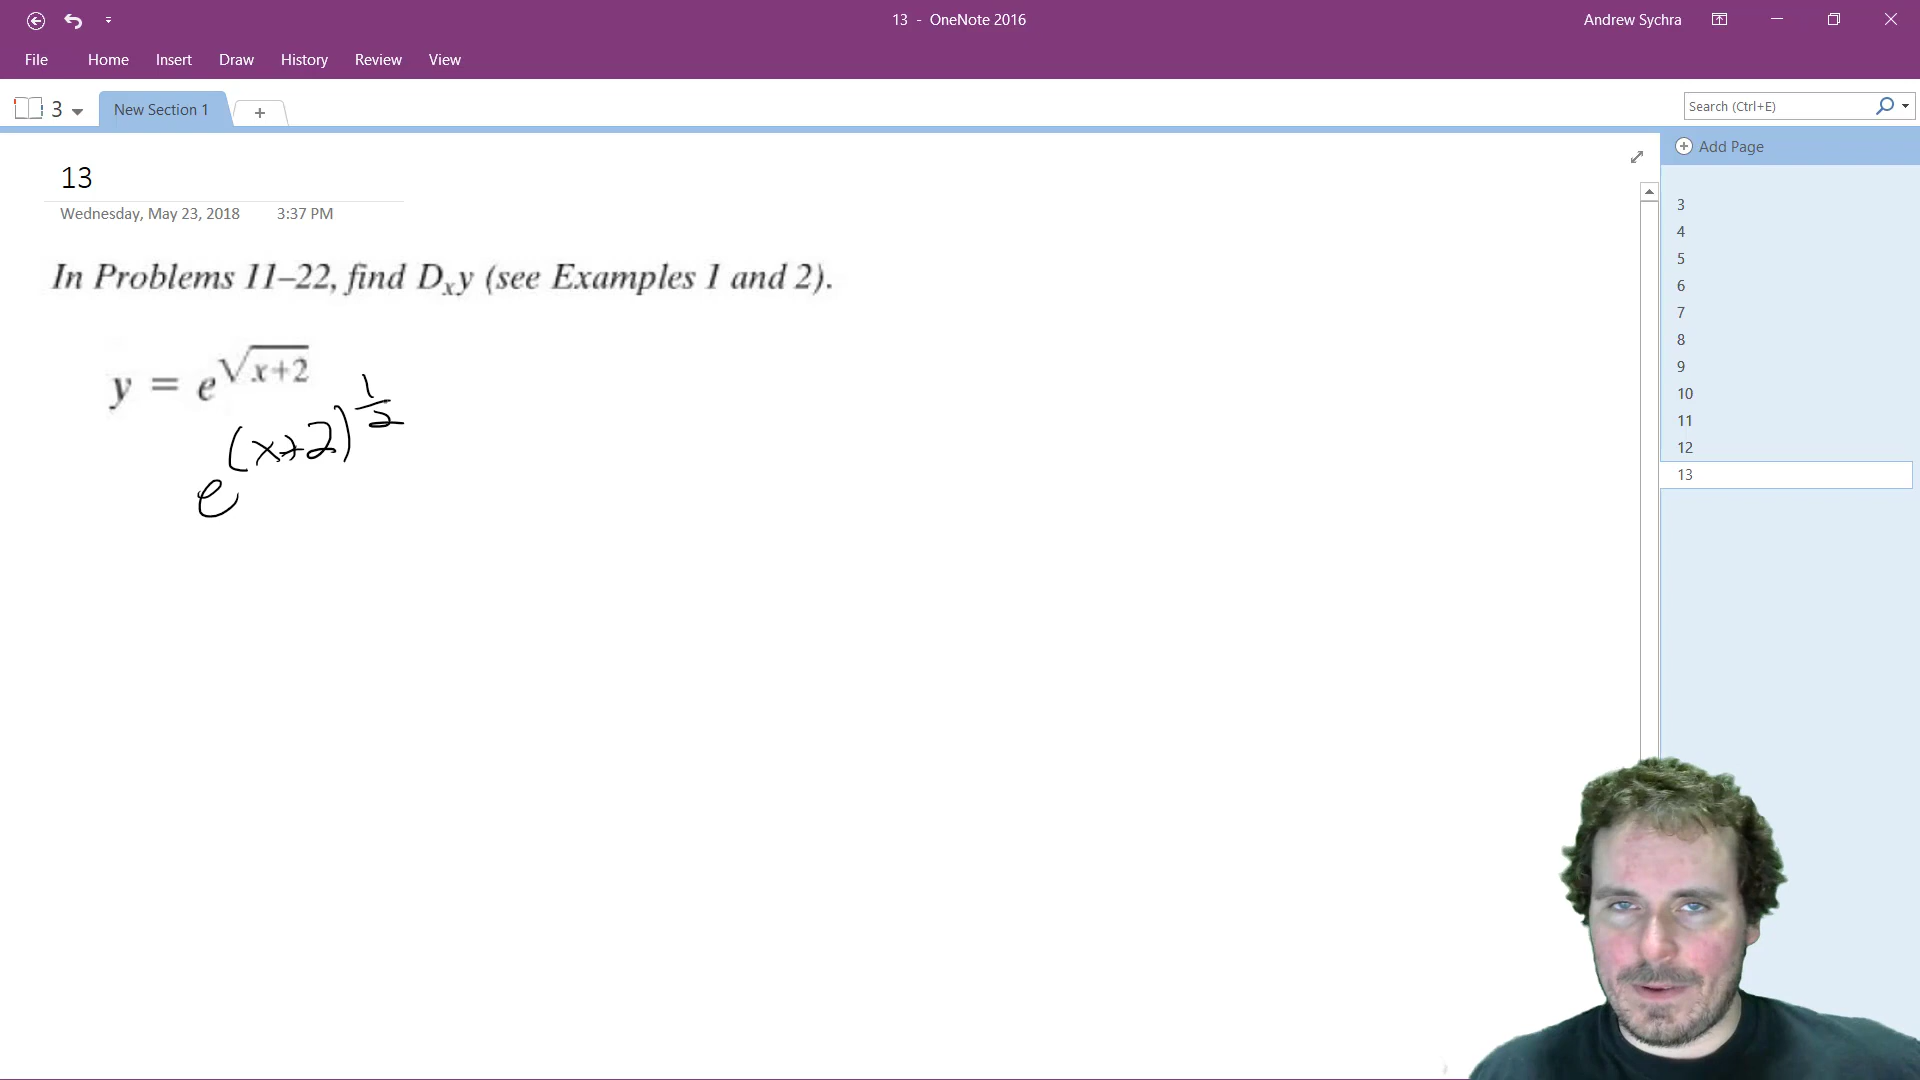 13 - OneNote 2016
Andrew Sychra
File Home Insert Draw History Review View
3
New Section 1
+
Search (Ctrl+E)
Add Page
13
Wednesday, May 23, 2018 3:37 PM
In Problems 11–22, find Dₓy (see Examples 1 and 2).
y = e^√(x+2)
e^(x+2)^1/2
3
4
5
6
7
8
9
10
11
12
13